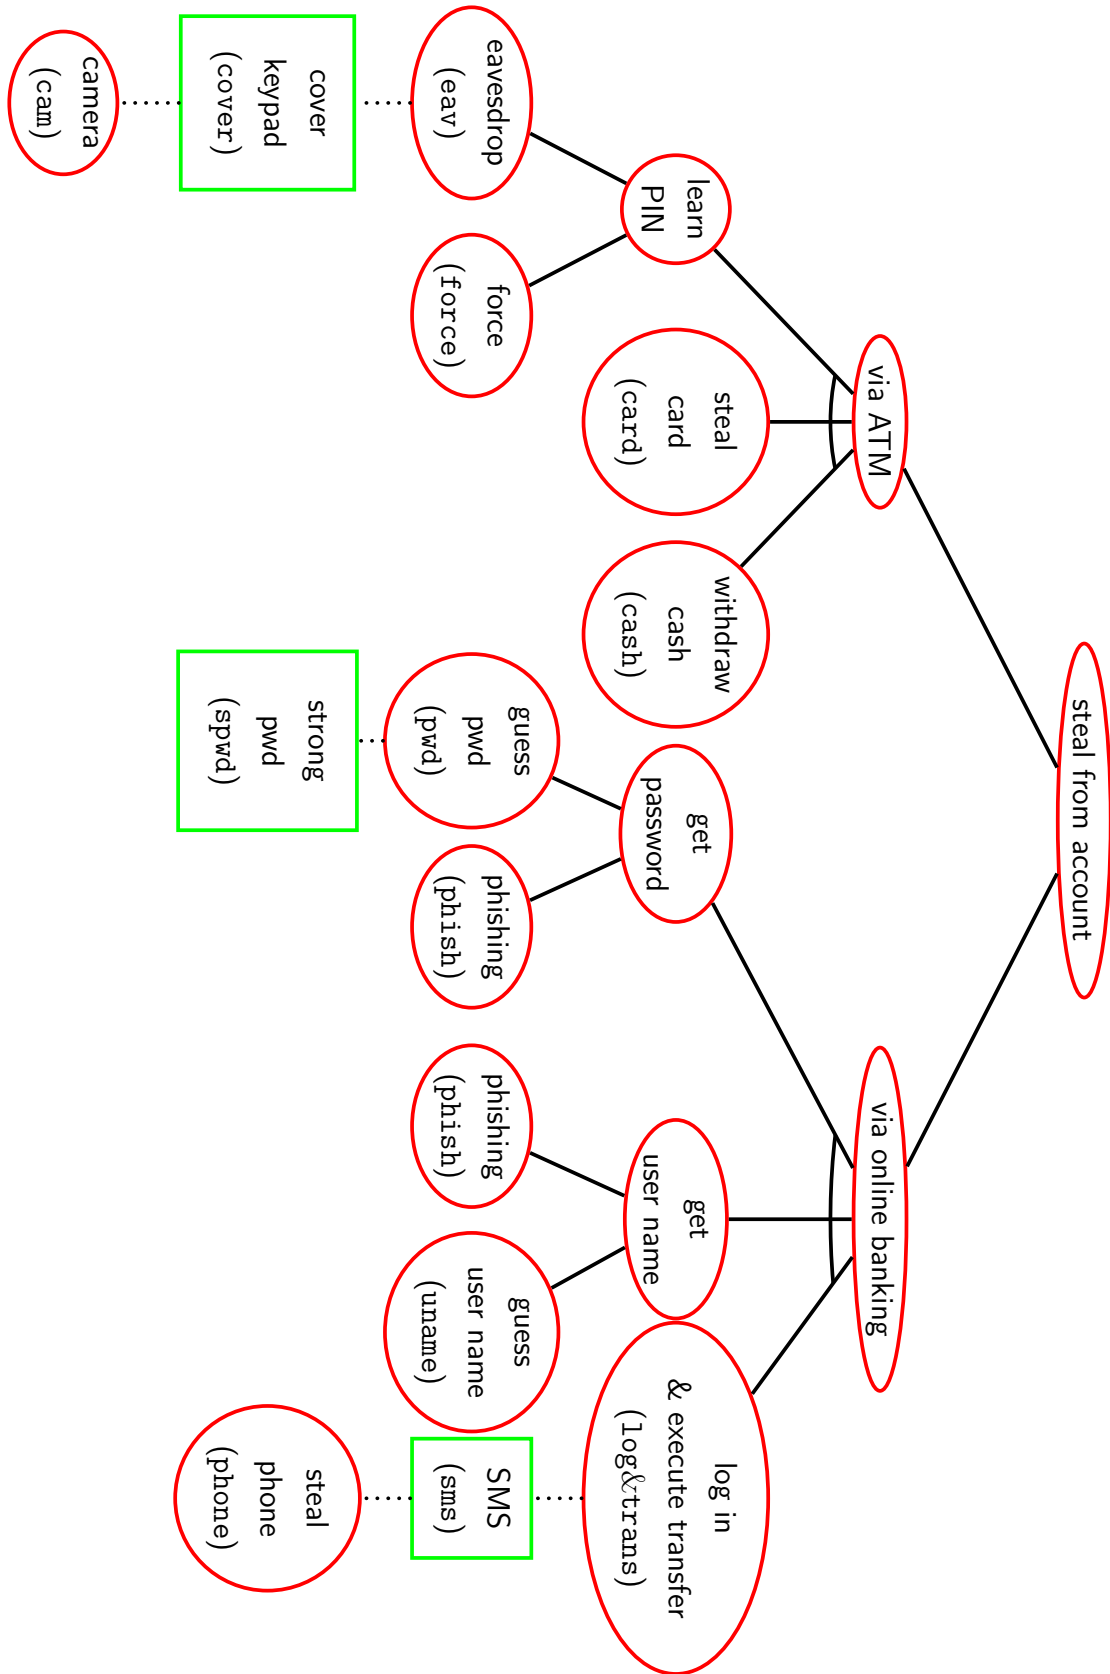 steal from account
via ATM
via online banking
learn
PIN
steal
card
(card)
withdraw
cash
(cash)
get
password
get
user name
log in
& execute transfer
(log&trans)
eavesdrop
(eav)
force
(force)
guess
pwd
(pwd)
phishing
(phish)
phishing
(phish)
guess
user name
(uname)
SMS
(sms)
cover
keypad
(cover)
strong
pwd
(spwd)
steal
phone
(phone)
camera
(cam)